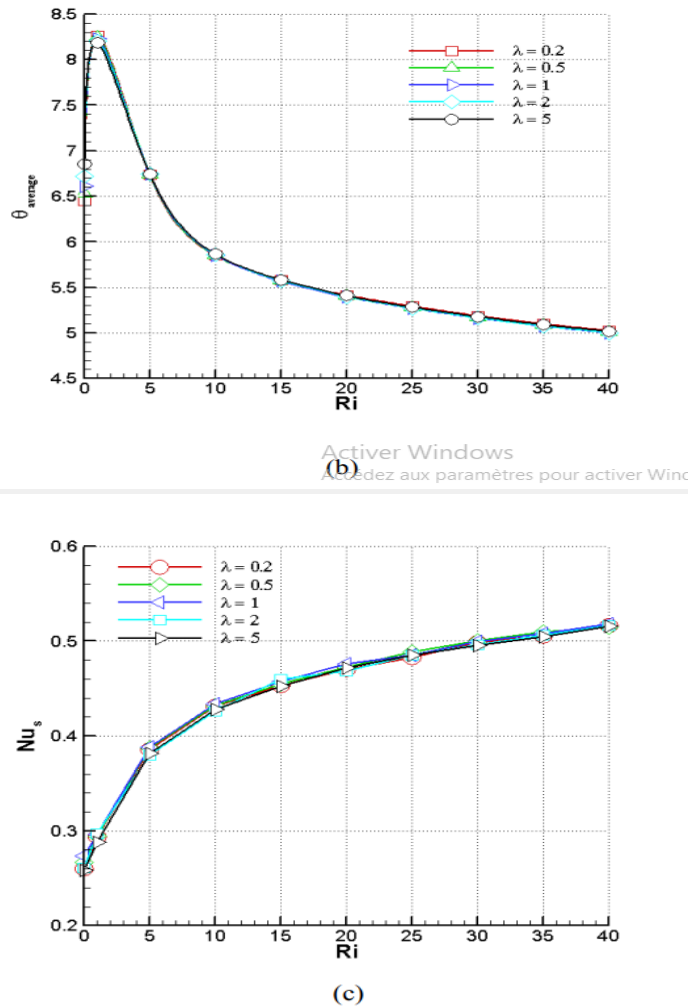 8.5
8
7.5
7
6.5
6
5.5
5
4.5
θaverage
λ = 0.2
λ = 0.5
λ = 1
λ = 2
λ = 5
0 5 10 15 20 25 30 35 40
Ri
Activer Windows
(b)
Accédez aux paramètres pour activer Wind
0.6
0.5
0.4
0.3
0.2
Nus
λ = 0.2
λ = 0.5
λ = 1
λ = 2
λ = 5
0 5 10 15 20 25 30 35 40
Ri
(c)